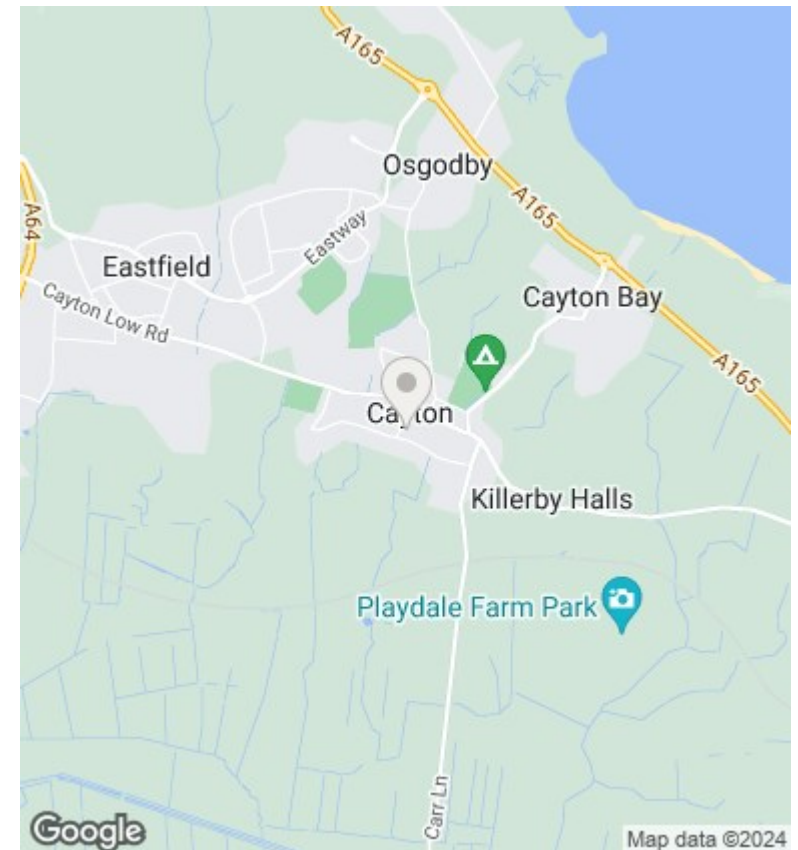 A165
Osgodby
A165
A64
Eastway
Eastfield
Cayton Bay
Cayton Low Rd
A165
Cayton
Killerby Halls
Playdale Farm Park
Carr Ln
Google
Map data ©2024